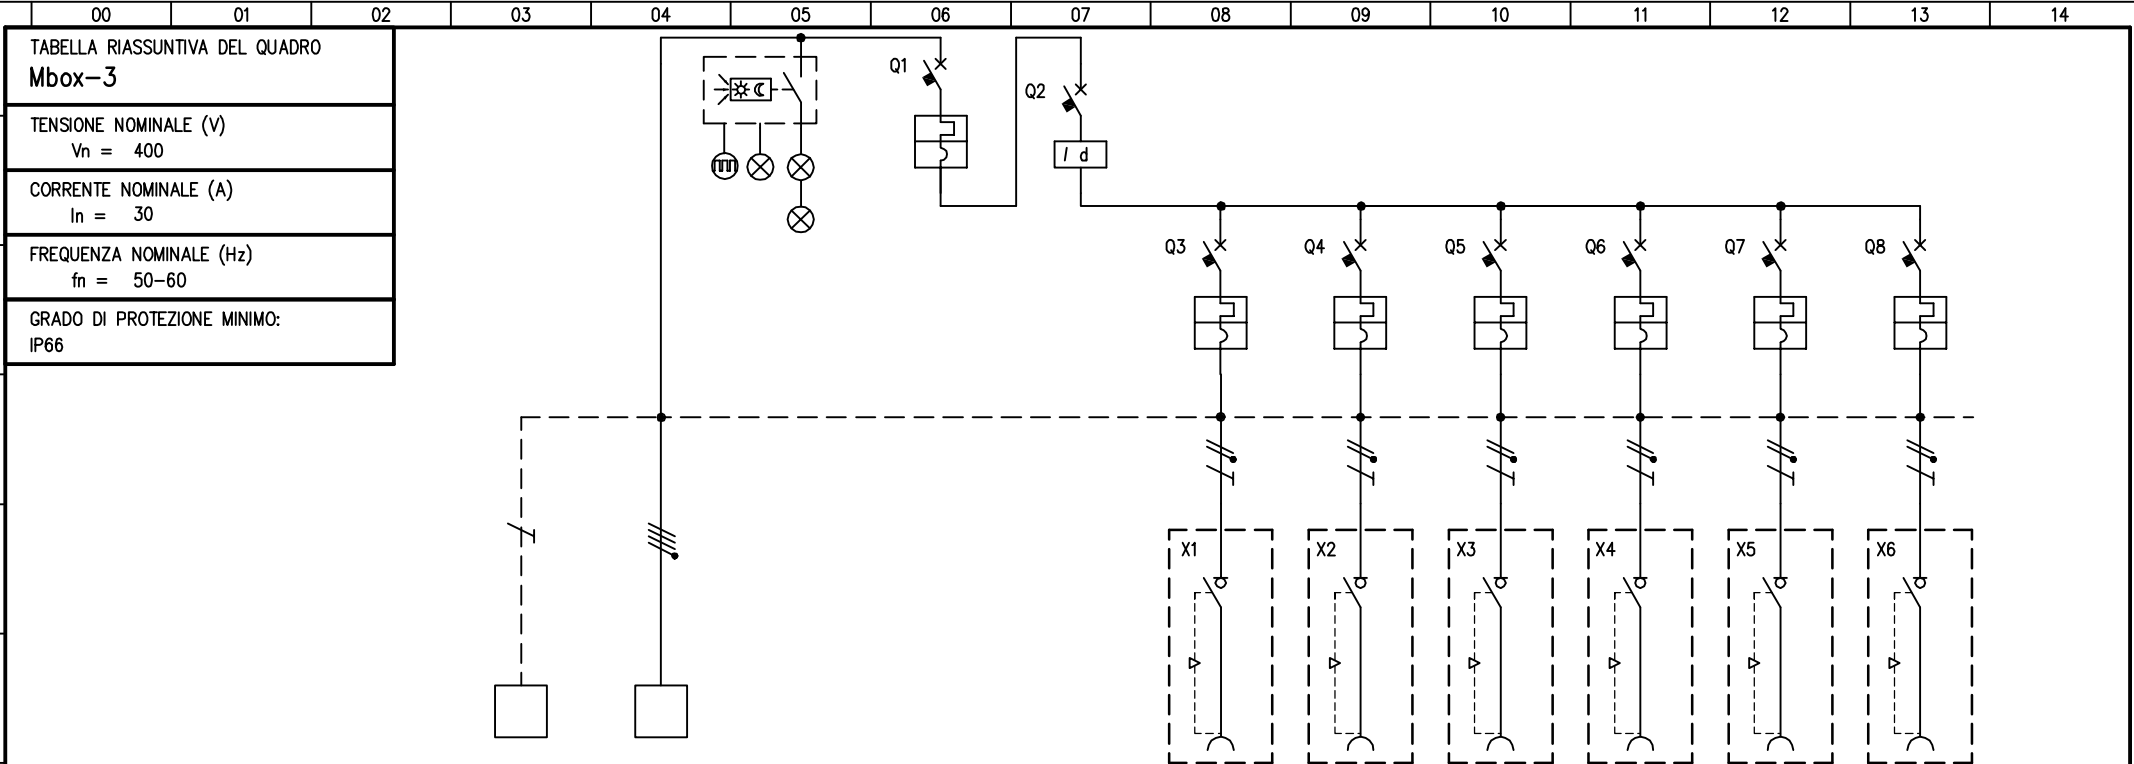 00 01 02 03 04 05 06 07 08 09 10 11 12 13 14
TABELLA RIASSUNTIVA DEL QUADRO
Mbox-3
TENSIONE NOMINALE (V)
Vn = 400
CORRENTE NOMINALE (A)
In = 30
FREQUENZA NOMINALE (Hz)
fn = 50-60
GRADO DI PROTEZIONE MINIMO:
IP66
Q1
Q2
I d
Q3 Q4 Q5 Q6 Q7 Q8
X1 X2 X3 X4 X5 X6